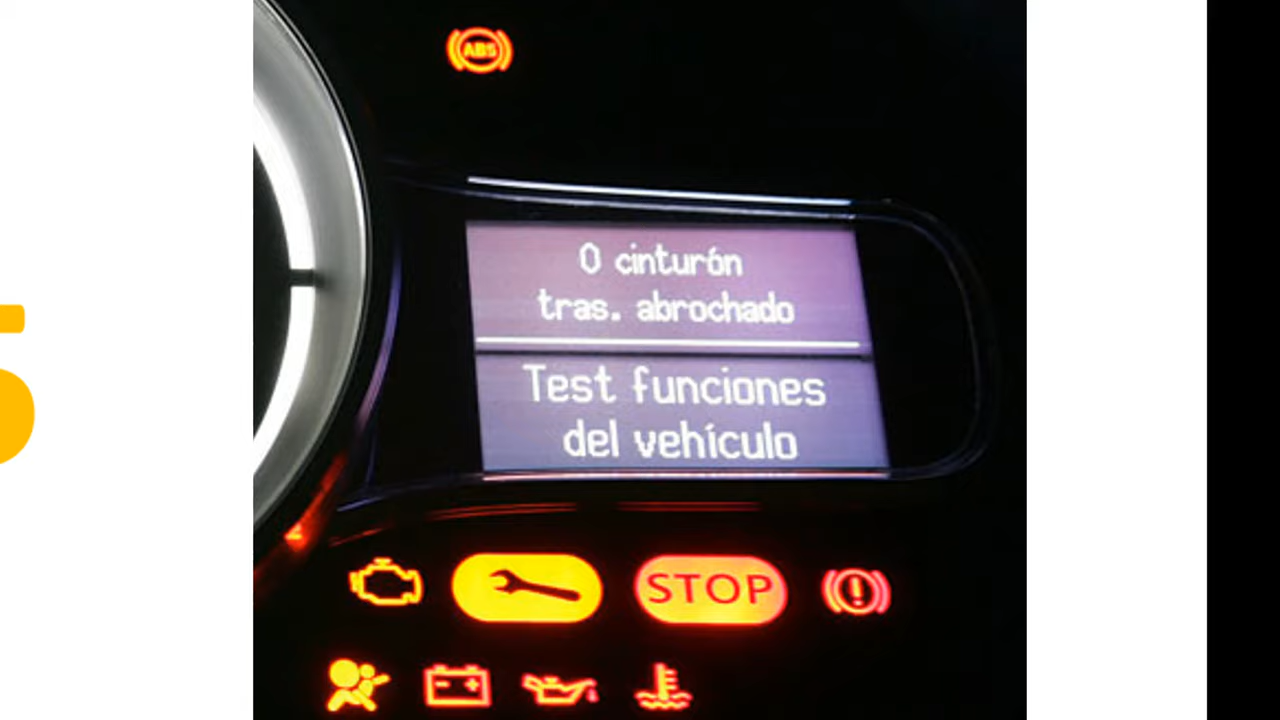 ABS
0 cinturón
tras. abrochado
Test funciones
del vehículo
STOP